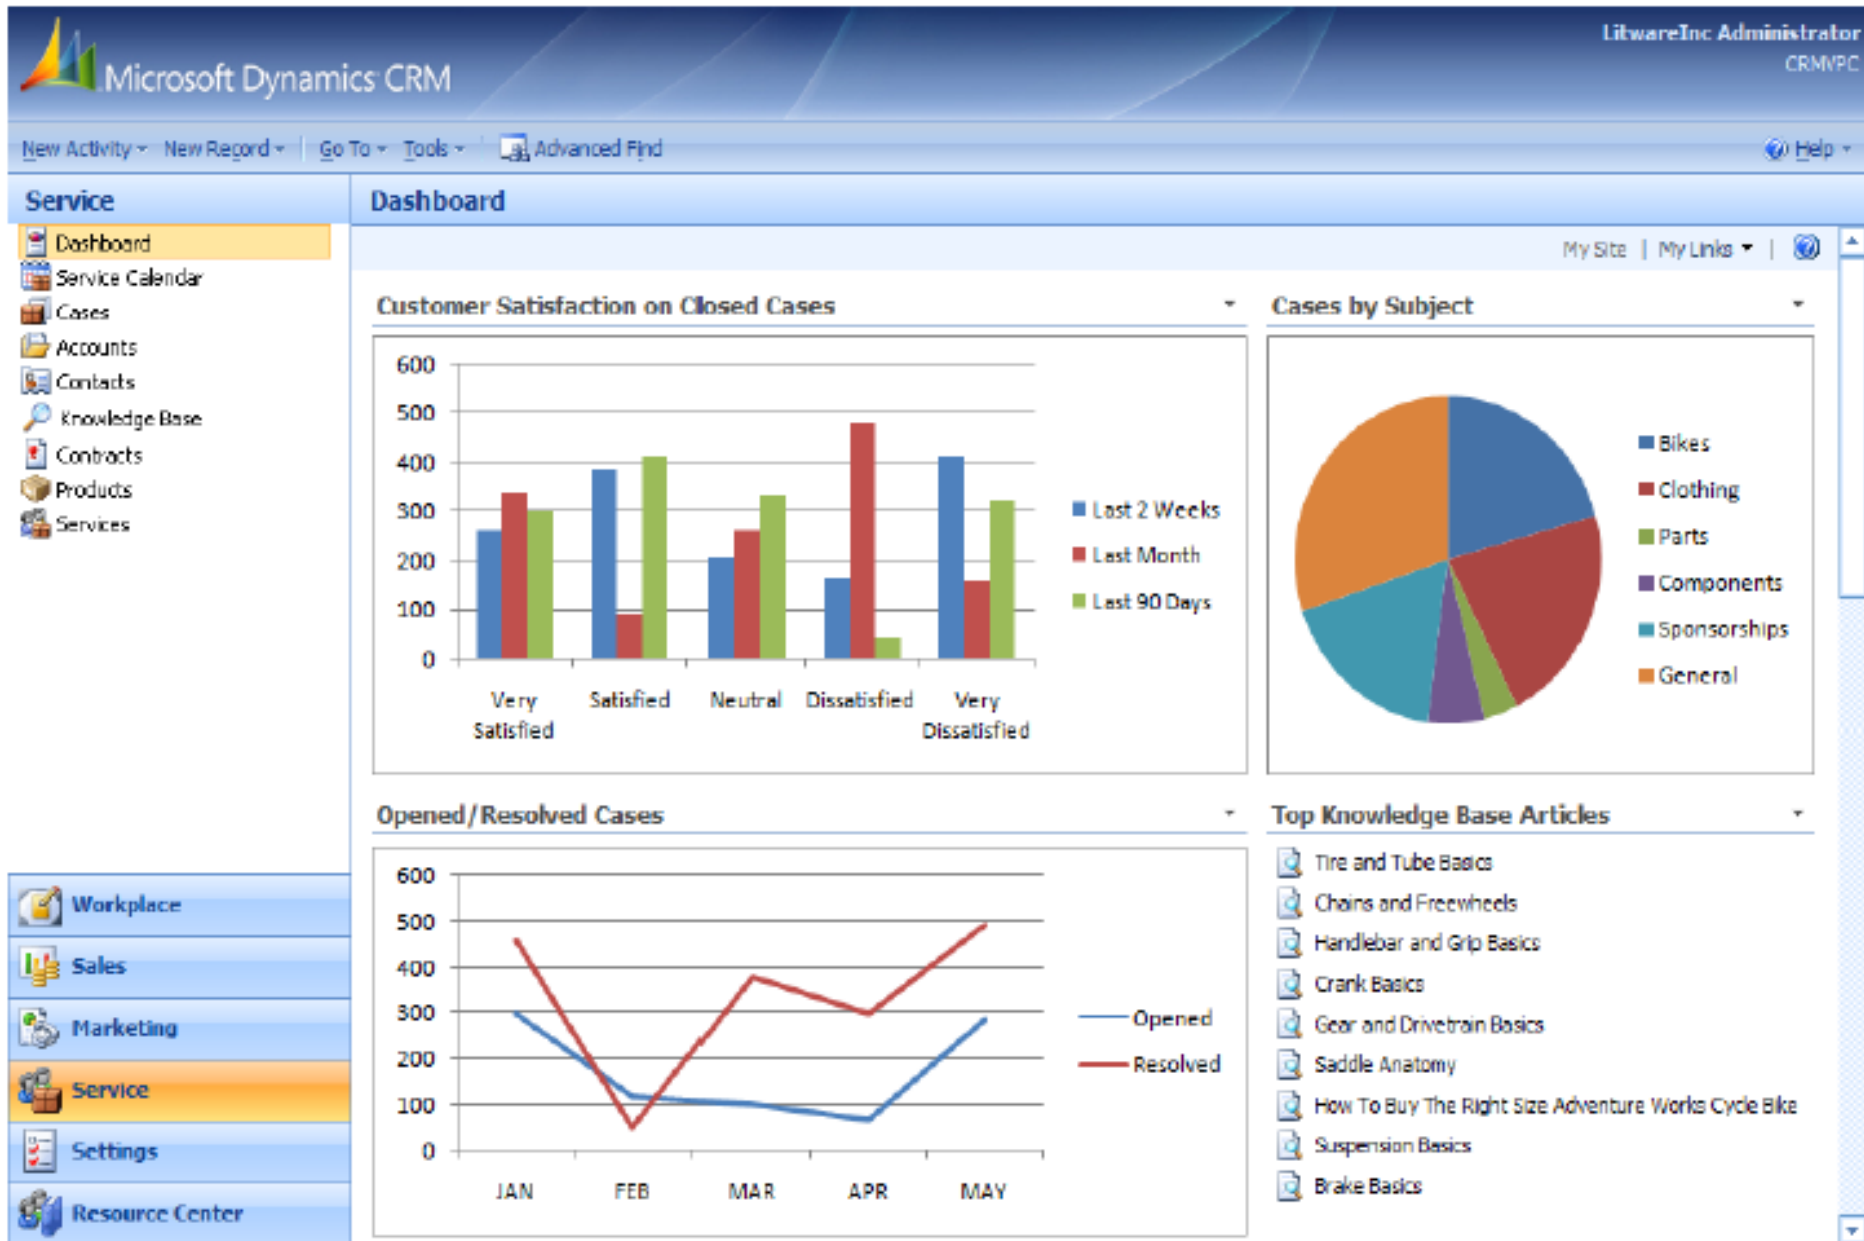 LitwareInc Administrator
CRMVPC
Microsoft Dynamics CRM
New Activity New Record Go To Tools Advanced Find Help
Service
Dashboard
Service Calendar
Cases
Accounts
Contacts
Knowledge Base
Contracts
Products
Services
Workplace
Sales
Marketing
Service
Settings
Resource Center
Dashboard
My Site | My Links |
Customer Satisfaction on Closed Cases
600
500
400
300
200
100
0
Very Satisfied
Satisfied
Neutral
Dissatisfied
Very Dissatisfied
Last 2 Weeks
Last Month
Last 90 Days
Cases by Subject
Bikes
Clothing
Parts
Components
Sponsorships
General
Opened/Resolved Cases
600
500
400
300
200
100
0
JAN FEB MAR APR MAY
Opened
Resolved
Top Knowledge Base Articles
Tire and Tube Basics
Chains and Freewheels
Handlebar and Grip Basics
Crank Basics
Gear and Drivetrain Basics
Saddle Anatomy
How To Buy The Right Size Adventure Works Cycle Bike
Suspension Basics
Brake Basics